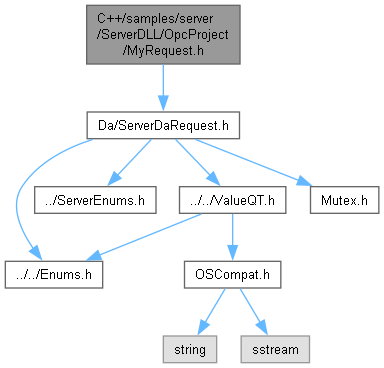 C++/samples/server
/ServerDLL/OpcProject
/MyRequest.h
Da/ServerDaRequest.h
../ServerEnums.h
../../ValueQT.h
Mutex.h
../../Enums.h
OSCompat.h
string
sstream